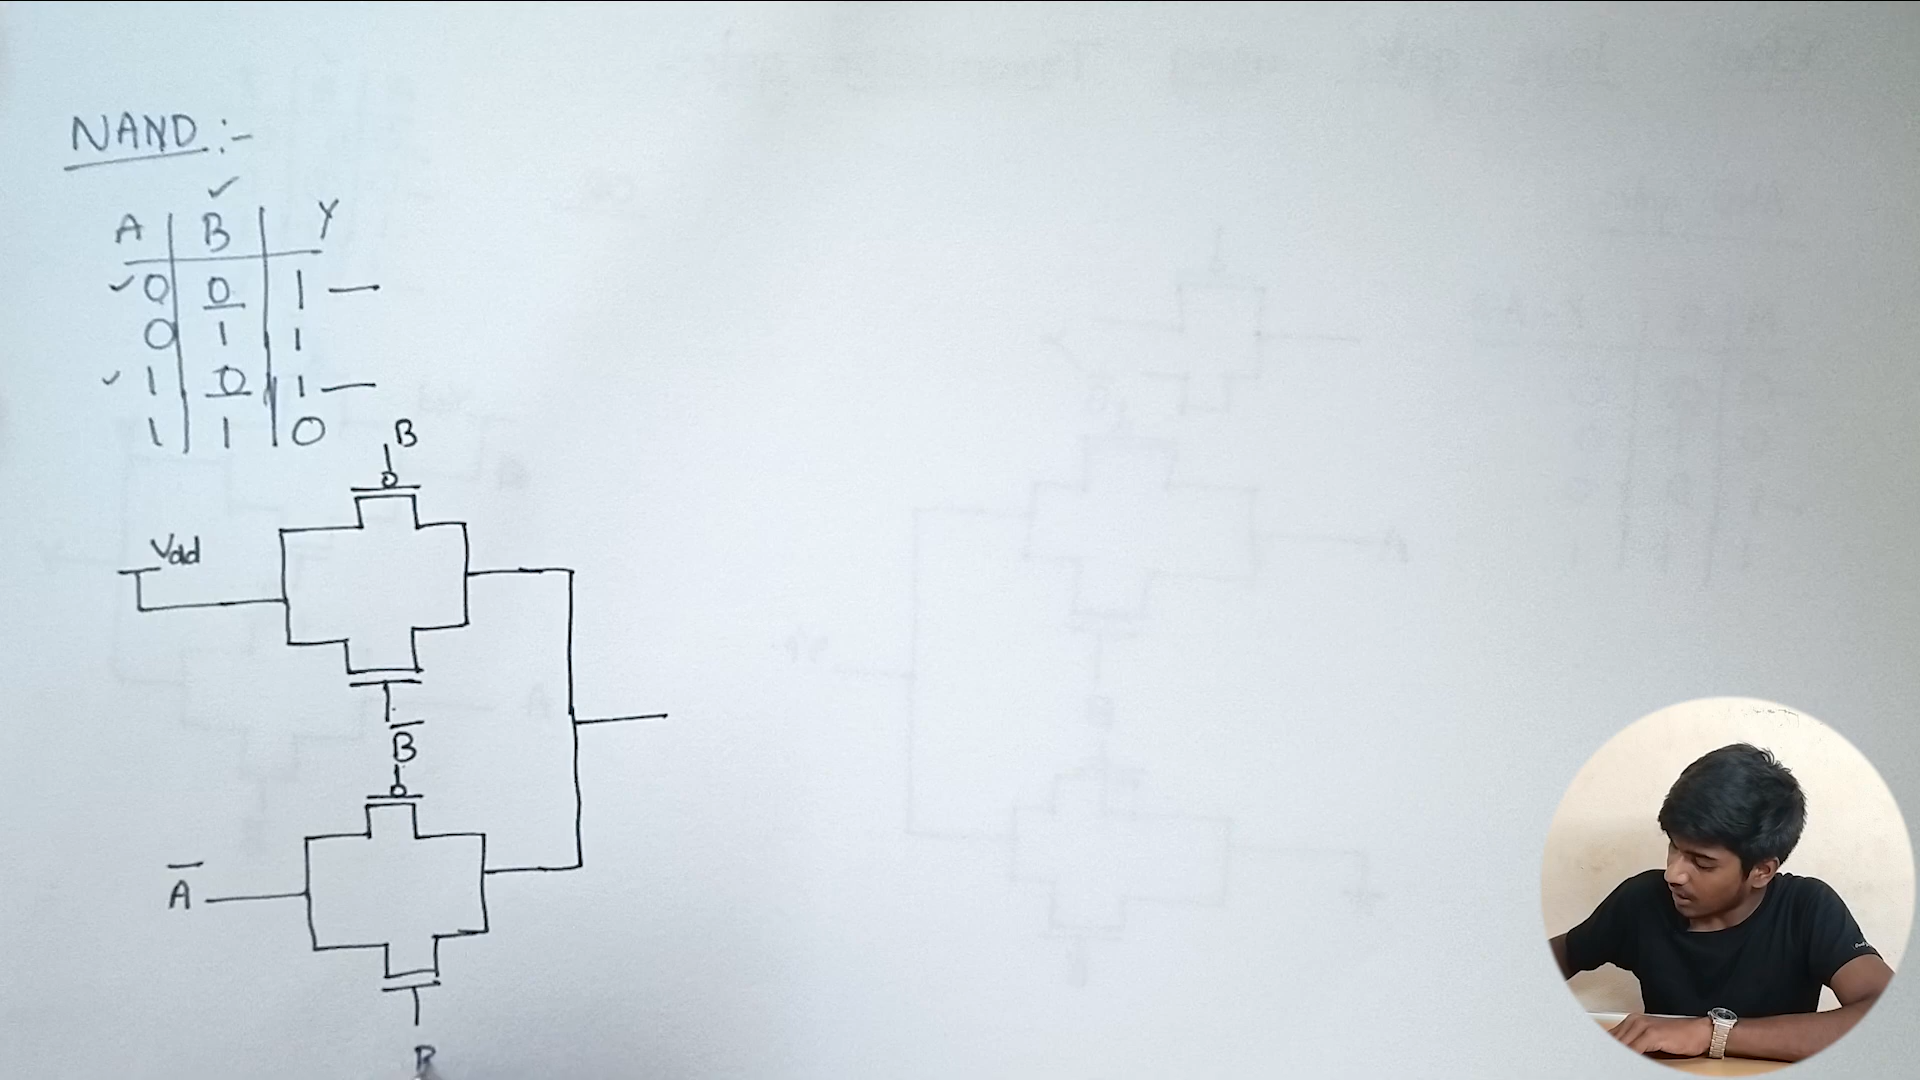 NAND :-
A B Y
0 0 1
0 1 1
1 0 1
1 1 0
B
Vdd
B̅
A̅
B